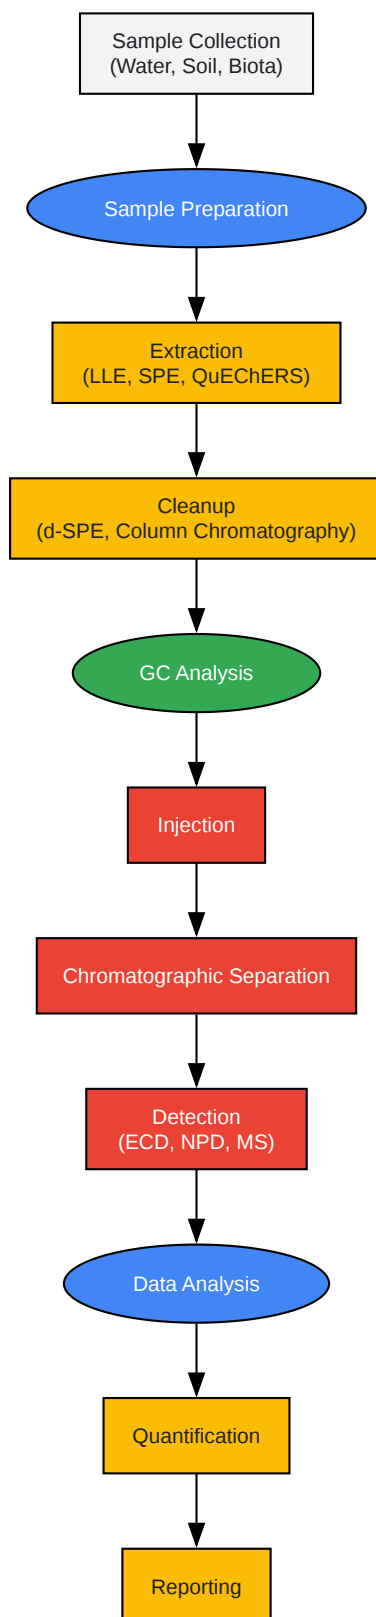 Sample Collection
(Water, Soil, Biota)
Sample Preparation
Extraction
(LLE, SPE, QuEChERS)
Cleanup
(d-SPE, Column Chromatography)
GC Analysis
Injection
Chromatographic Separation
Detection
(ECD, NPD, MS)
Data Analysis
Quantification
Reporting